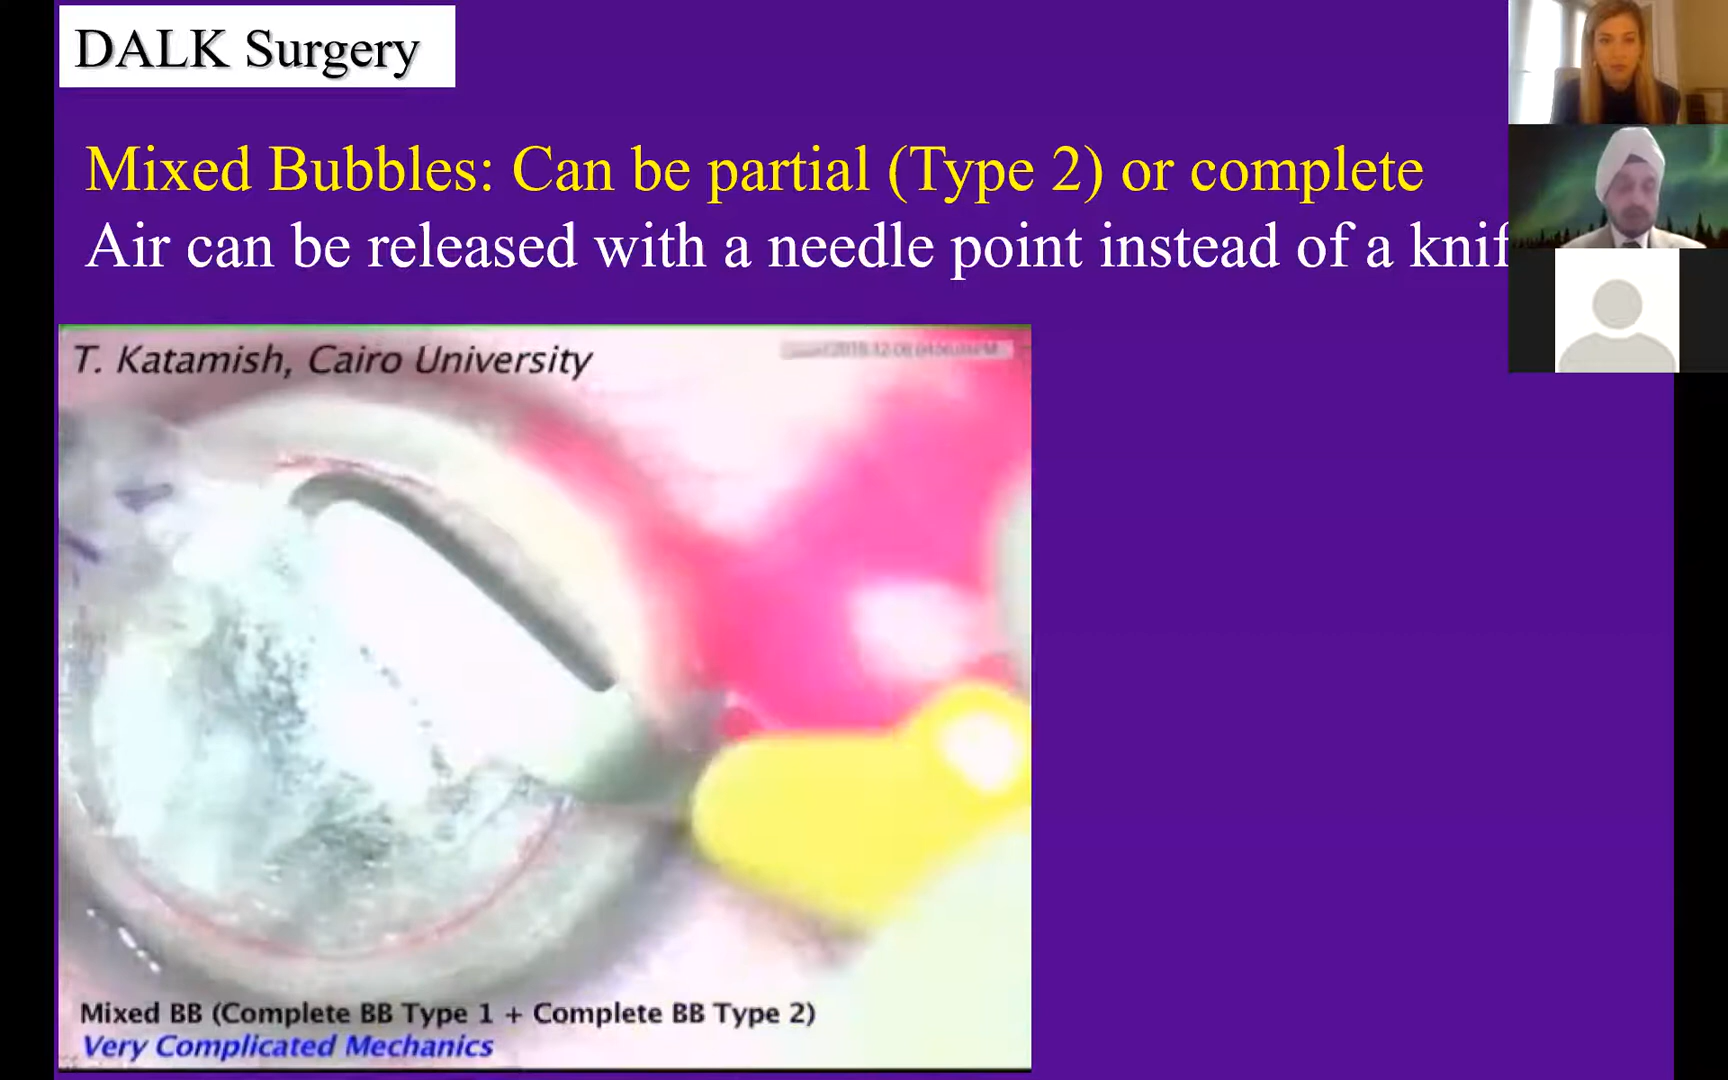 DALK Surgery
Mixed Bubbles: Can be partial (Type 2) or complete
Air can be released with a needle point instead of a knif
T. Katamish, Cairo University
Mixed BB (Complete BB Type 1 + Complete BB Type 2)
Very Complicated Mechanics